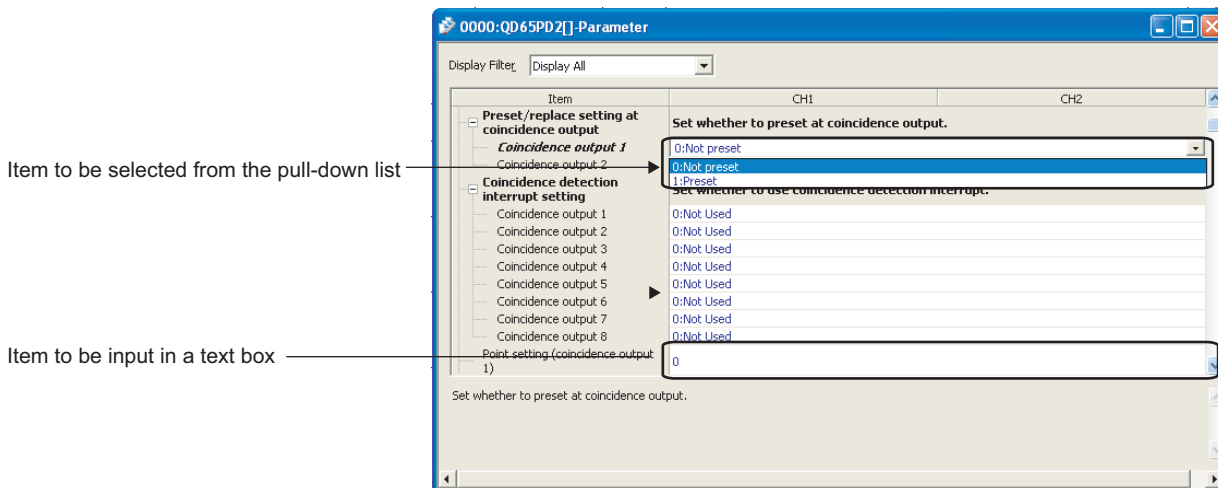 0000:QD65PD2[]-Parameter
Display Filter Display All
Item CH1 CH2
Preset/replace setting at coincidence output Set whether to preset at coincidence output.
Coincidence output 1 0:Not preset
Item to be selected from the pull-down list
Coincidence output 2 0:Not preset
1:Preset
Coincidence detection interrupt setting Set whether to use coincidence detection interrupt.
Coincidence output 1 0:Not Used
Coincidence output 2 0:Not Used
Coincidence output 3 0:Not Used
Coincidence output 4 0:Not Used
Coincidence output 5 0:Not Used
Coincidence output 6 0:Not Used
Coincidence output 7 0:Not Used
Coincidence output 8 0:Not Used
Item to be input in a text box
Point setting (coincidence output 1) 0
Set whether to preset at coincidence output.